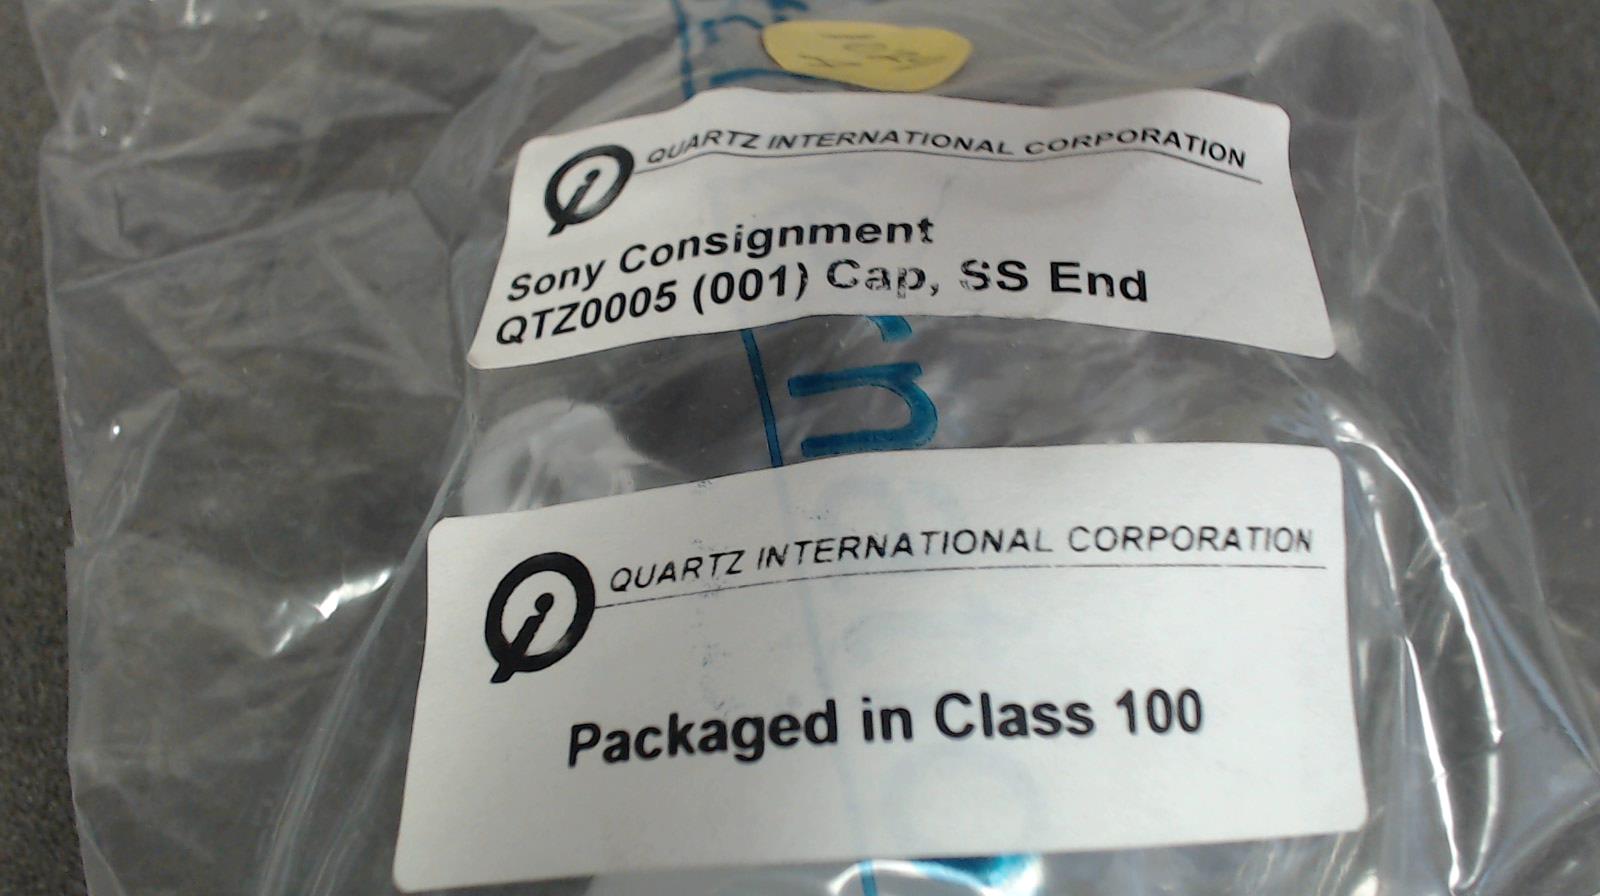 QUARTZ INTERNATIONAL CORPORATION
Sony Consignment
QTZ0005 (001) Cap, SS End
QUARTZ INTERNATIONAL CORPORATION
Packaged in Class 100